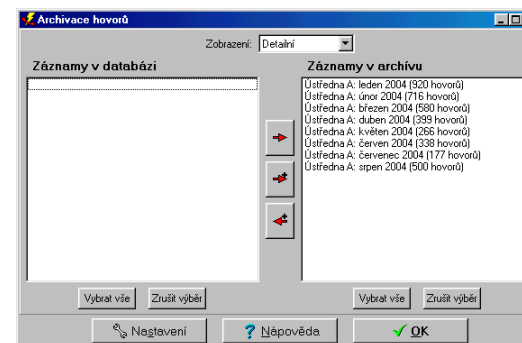 Archivace hovorů
Zobrazení: Detailní
Záznamy v databázi
Záznamy v archívu
Ústředna A: leden 2004 (920 hovorů)
Ústředna A: únor 2004 (716 hovorů)
Ústředna A: březen 2004 (580 hovorů)
Ústředna A: duben 2004 (399 hovorů)
Ústředna A: květen 2004 (266 hovorů)
Ústředna A: červen 2004 (338 hovorů)
Ústředna A: červenec 2004 (177 hovorů)
Ústředna A: srpen 2004 (500 hovorů)
Vybrat vše Zrušit výběr Vybrat vše Zrušit výběr
Nastavení Nápověda OK